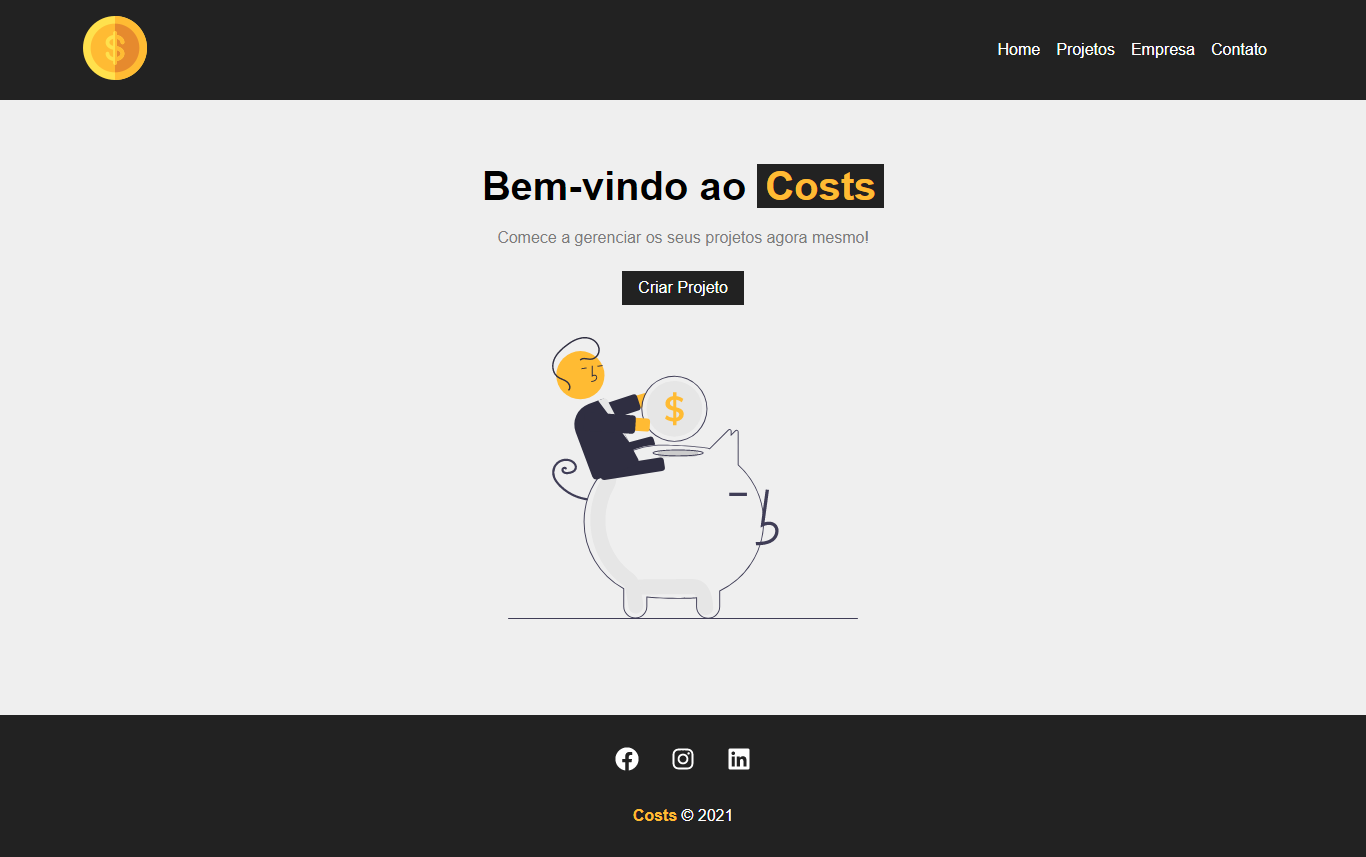 $
Home Projetos Empresa Contato
Bem-vindo ao Costs
Comece a gerenciar os seus projetos agora mesmo!
Criar Projeto
$
Costs © 2021